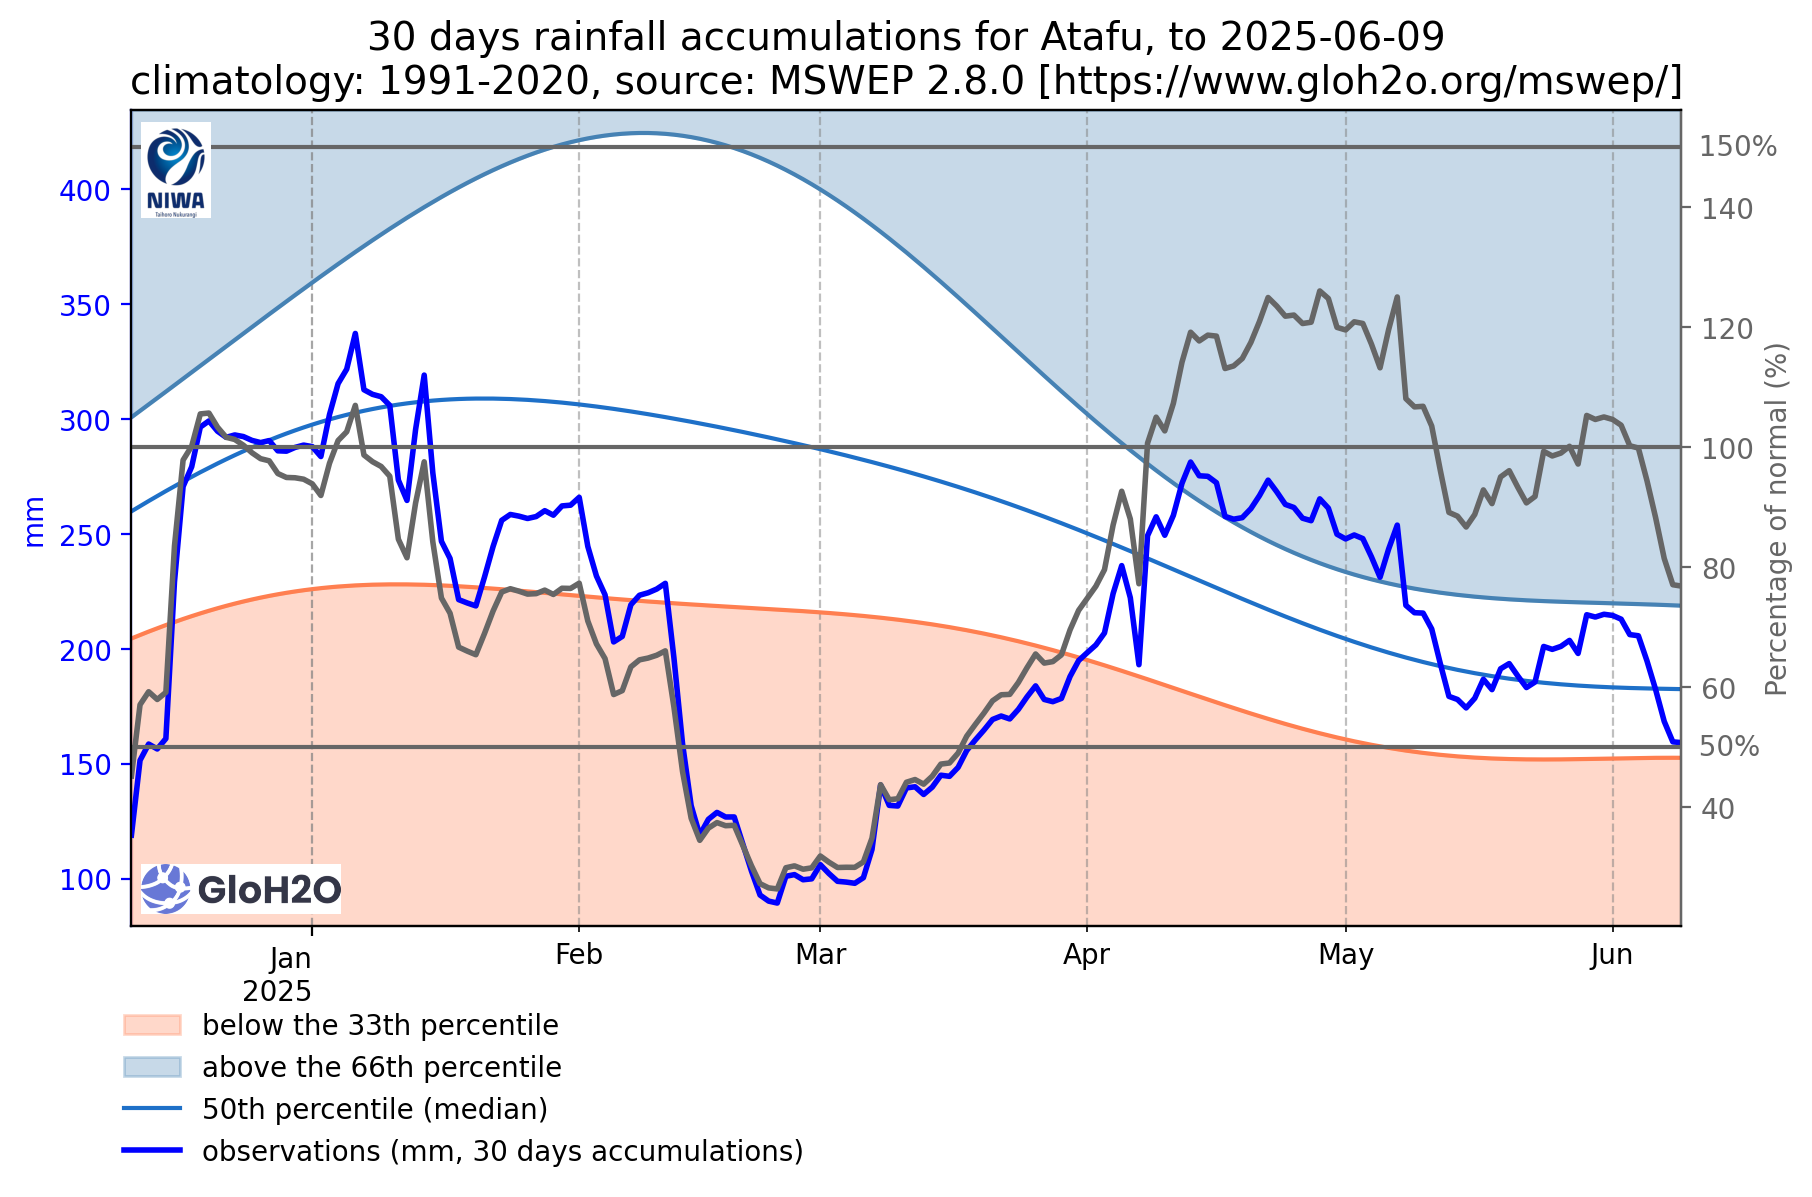 30 days rainfall accumulations for Atafu, to 2025-06-09
climatology: 1991-2020, source: MSWEP 2.8.0 [https://www.gloh2o.org/mswep/]
NIWA
Taihoro Nukurangi
400
350
300
250
200
150
100
mm
150%
140
120
100
80
60
50%
40
Percentage of normal (%)
GloH2O
Jan
2025
Feb
Mar
Apr
May
Jun
below the 33th percentile
above the 66th percentile
50th percentile (median)
observations (mm, 30 days accumulations)